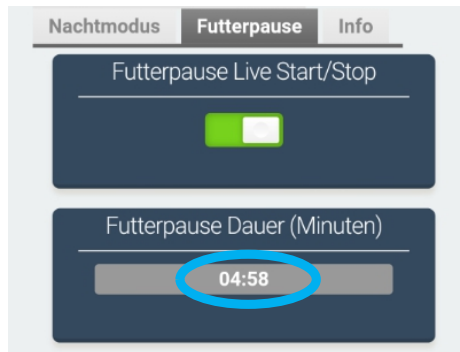 Nachtmodus Futterpause Info
Futterpause Live Start/Stop
Futterpause Dauer (Minuten)
04:58